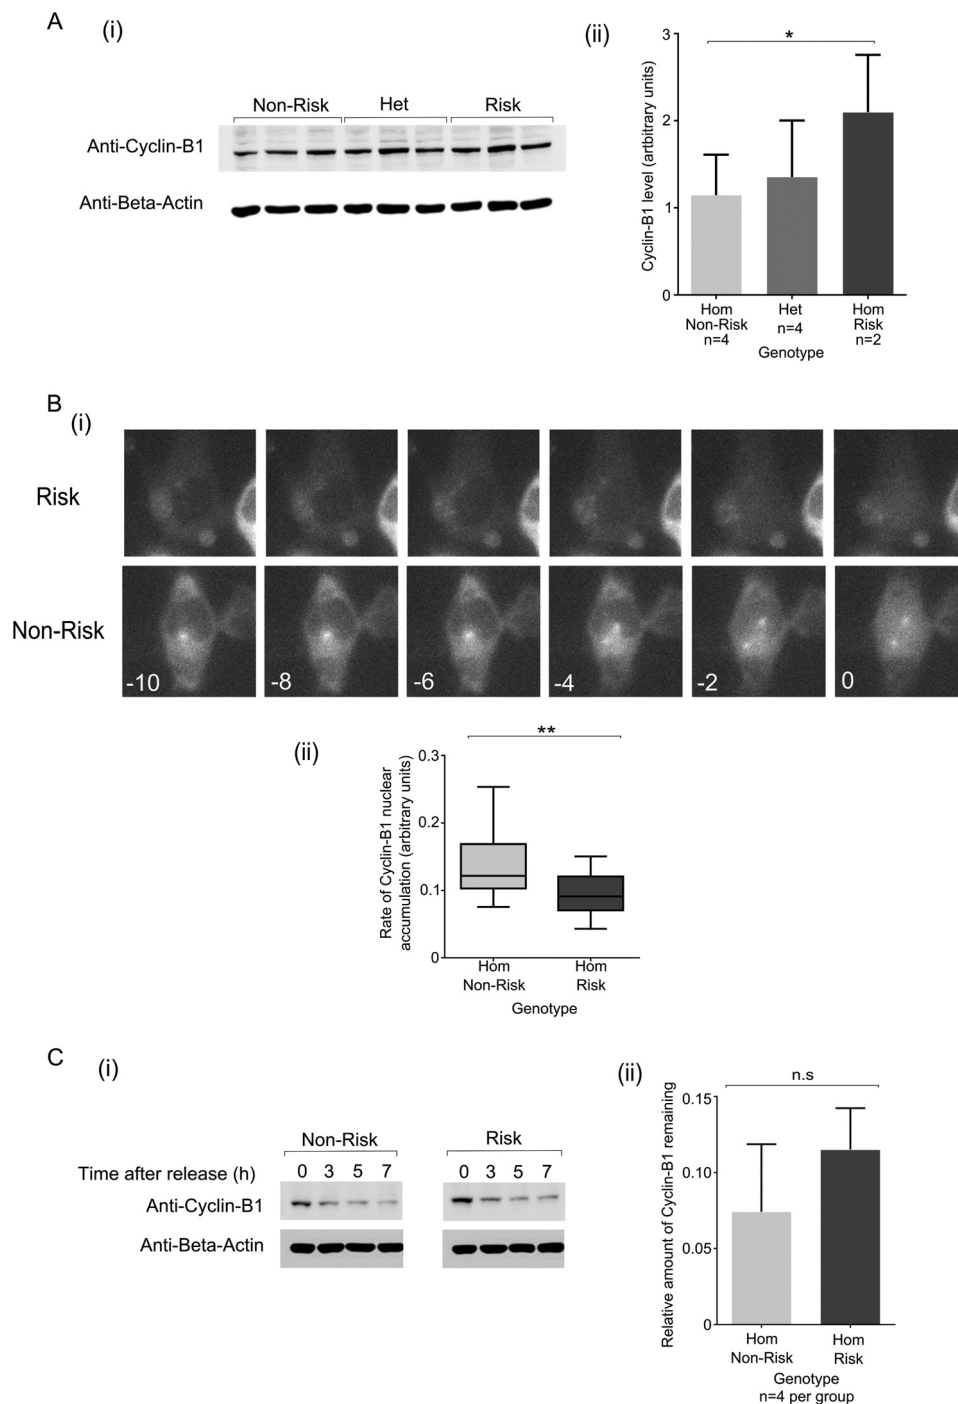 A
(i)
Non-Risk Het Risk
Anti-Cyclin-B1
Anti-Beta-Actin
(ii)
*
Cyclin-B1 level (artbitrary units)
3
2
1
0
Hom Het Hom
Non-Risk n=4 Risk
n=4 n=2
Genotype
B
(i)
Risk
Non-Risk
-10 -8 -6 -4 -2 0
(ii)
**
Rate of Cyclin-B1 nuclear
accumulation (arbitrary units)
0.3
0.2
0.1
0
Hom Hom
Non-Risk Risk
Genotype
C
(i)
Non-Risk Risk
Time after release (h) 0 3 5 7 0 3 5 7
Anti-Cyclin-B1
Anti-Beta-Actin
(ii)
n.s
Relative amount of Cyclin-B1 remaining
0.15
0.10
0.05
0
Hom Hom
Non-Risk Risk
Genotype
n=4 per group